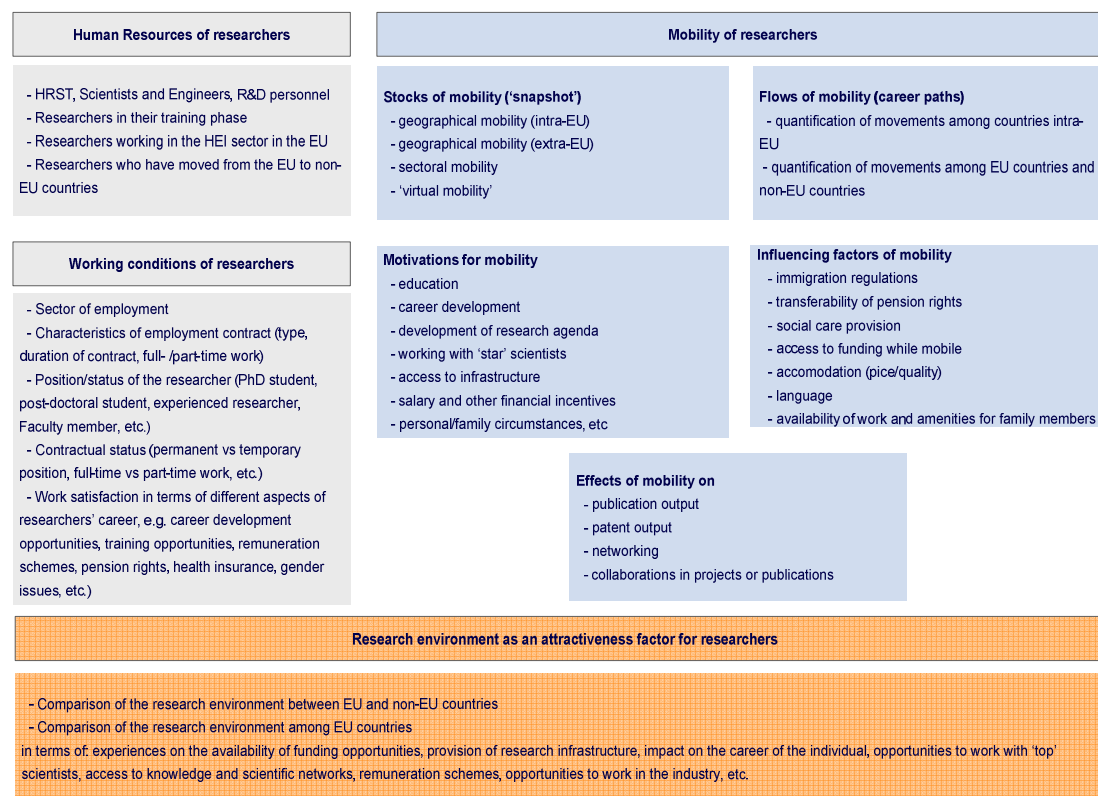 Human Resources of researchers
- HRST, Scientists and Engineers, R&D personnel
- Researchers in their training phase
- Researchers working in the HEI sector in the EU
- Researchers who have moved from the EU to non-
EU countries
Working conditions of researchers
- Sector of employment
- Characteristics of employment contract (type,
duration of contract, full- /part-time work)
- Position/status of the researcher (PhD student,
post-doctoral student, experienced researcher,
Faculty member, etc.)
- Contractual status (permanent vs temporary
position, full-time vs part-time work, etc.)
- Work satisfaction in terms of different aspects of
researchers' career, e.g. career development
opportunities, training opportunities, remuneration
schemes, pension rights, health insurance, gender
issues, etc.)
Mobility of researchers
Stocks of mobility ('snapshot')
- geographical mobility (intra-EU)
- geographical mobility (extra-EU)
- sectoral mobility
- 'virtual mobility'
Flows of mobility (career paths)
- quantification of movements among countries intra-
EU
- quantification of movements among EU countries and
non-EU countries
Motivations for mobility
- education
- career development
- development of research agenda
- working with 'star' scientists
- access to infrastructure
- salary and other financial incentives
- personal/family circumstances, etc
Influencing factors of mobility
- immigration regulations
- transferability of pension rights
- social care provision
- access to funding while mobile
- accomodation (pice/quality)
- language
- availability of work and amenities for family members
Effects of mobility on
- publication output
- patent output
- networking
- collaborations in projects or publications
Research environment as an attractiveness factor for researchers
- Comparison of the research environment between EU and non-EU countries
- Comparison of the research environment among EU countries
in terms of: experiences on the availability of funding opportunities, provision of research infrastructure, impact on the career of the individual, opportunities to work with 'top'
scientists, access to knowledge and scientific networks, remuneration schemes, opportunities to work in the industry, etc.